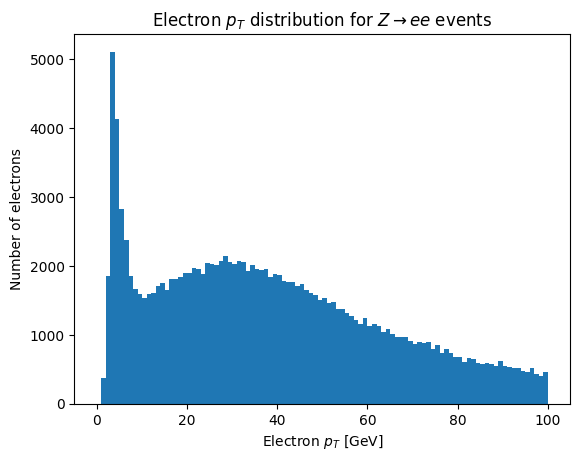 Electron $p_T$ distribution for $Z \rightarrow ee$ events
Number of electrons
5000
4000
3000
2000
1000
0
0 20 40 60 80 100
Electron $p_T$ [GeV]